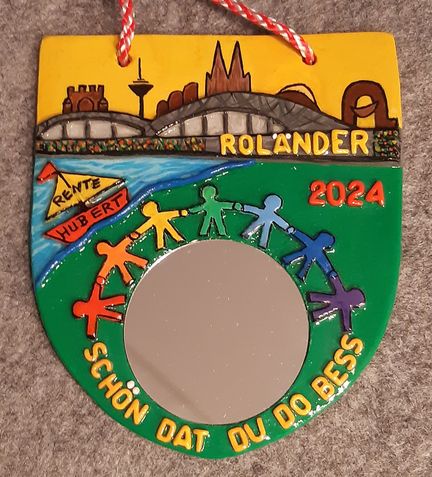 ROLÄNDER
2024
RENTE
HUBERT
SCHÖN DAT DU DO BESS